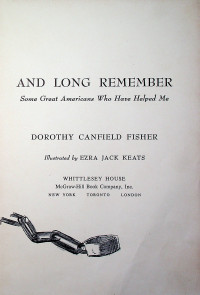 AND LONG REMEMBER
Some Great Americans Who Have Helped Me
DOROTHY CANFIELD FISHER
Illustrated by EZRA JACK KEATS
WHITTLESEY HOUSE
McGraw-Hill Book Company, Inc.
NEW YORK TORONTO LONDON